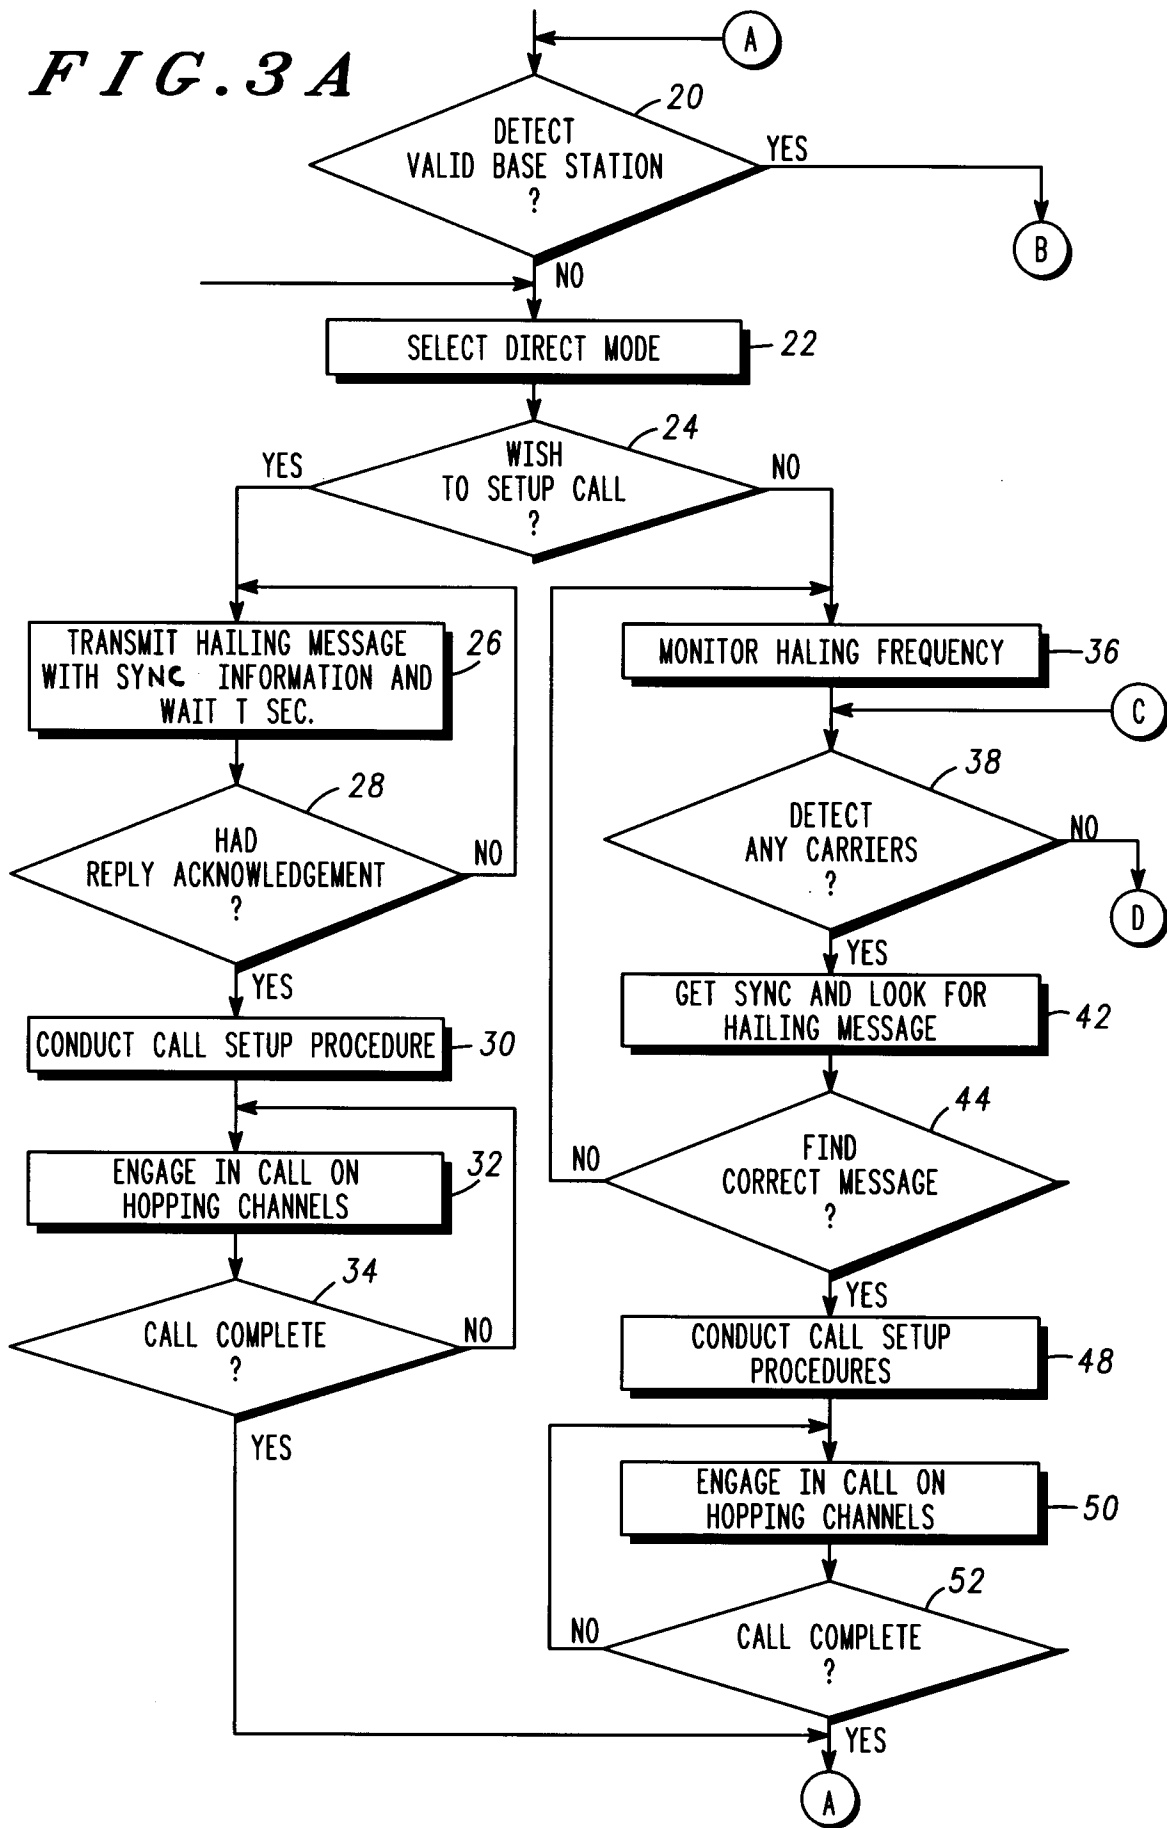 FIG.3A
A
20
DETECT
VALID BASE STATION
?
YES
B
NO
SELECT DIRECT MODE
22
24
WISH
TO SETUP CALL
?
YES
NO
TRANSMIT HAILING MESSAGE
WITH SYNC INFORMATION AND
WAIT T SEC.
26
28
HAD
REPLY ACKNOWLEDGEMENT
?
NO
YES
CONDUCT CALL SETUP PROCEDURE
30
ENGAGE IN CALL ON
HOPPING CHANNELS
32
34
CALL COMPLETE
?
NO
YES
MONITOR HALING FREQUENCY
36
C
38
DETECT
ANY CARRIERS
?
NO
D
YES
GET SYNC AND LOOK FOR
HAILING MESSAGE
42
44
FIND
CORRECT MESSAGE
?
NO
YES
CONDUCT CALL SETUP
PROCEDURES
48
ENGAGE IN CALL ON
HOPPING CHANNELS
50
52
CALL COMPLETE
?
NO
YES
A